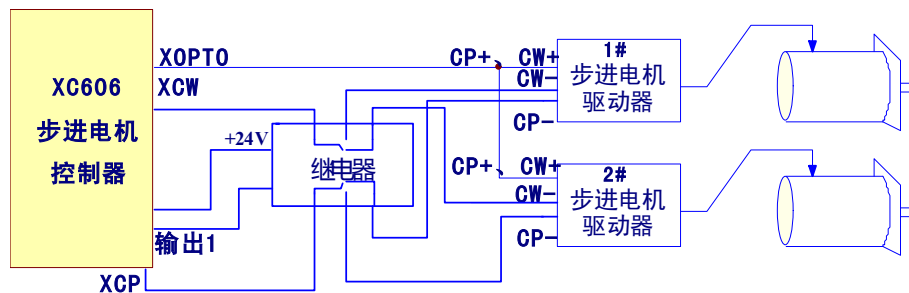 XC606
步进电机
控制器
XOPTO
XCW
+24V
继电器
输出1
XCP
CP+
CW+
CW-
CP-
1#
步进电机
驱动器
CP+
CW+
CW-
CP-
2#
步进电机
驱动器